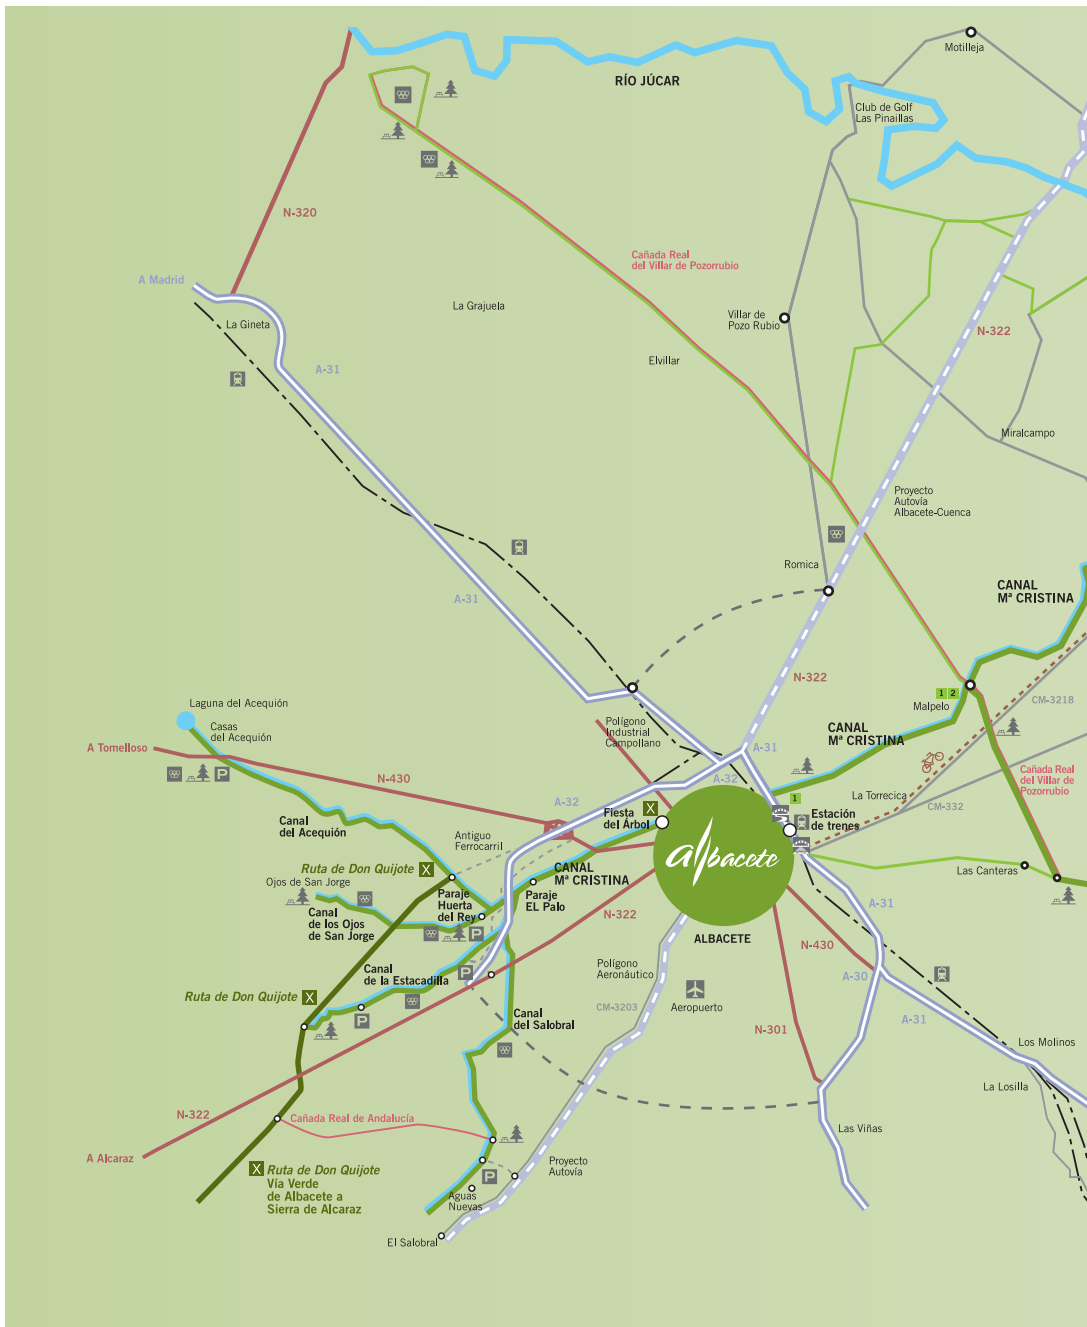 Motilleja
RÍO JÚCAR
Club de Golf
Las Pinaillas
N-320
Cañada Real
del Villar de Pozorrubio
A Madrid
La Grajuela
La Gineta
Villar de
Pozo Rubio
N-322
A-31
Elvillar
Miralcampo
Proyecto
Autovía
Albacete-Cuenca
Romica
CANAL
Mª CRISTINA
A-31
N-322
1 2
Malpelo
CM-3218
Laguna del Acequión
Casas
del Acequión
Polígono
Industrial
Campollano
CANAL
Mª CRISTINA
A Tomelloso
A-31
N-430
A-32
Cañada Real
del Villar de
Pozorrubio
P
La Torrecica
CM-332
A-32
1
X
Fiesta
del Árbol
Estación
de trenes
Canal
del Acequión
Antiguo
Ferrocarril
albacete
Ruta de Don Quijote X
CANAL
Mª CRISTINA
Las Canteras
Ojos de San Jorge
Paraje
Huerta
del Rey
Paraje
EL Palo
Canal
de los Ojos
de San Jorge
N-322
A-31
P
ALBACETE
N-430
Canal
de la Estacadilla
P
Polígono
Aeronáutico
A-30
Ruta de Don Quijote X
CM-3203
Aeropuerto
P
Canal
del Salobral
N-301
A-31
Los Molinos
La Losilla
N-322
Cañada Real de Andalucía
Las Viñas
A Alcaraz
X Ruta de Don Quijote
Vía Verde
de Albacete a
Sierra de Alcaraz
Proyecto
Autovía
P
Aguas
Nuevas
El Salobral